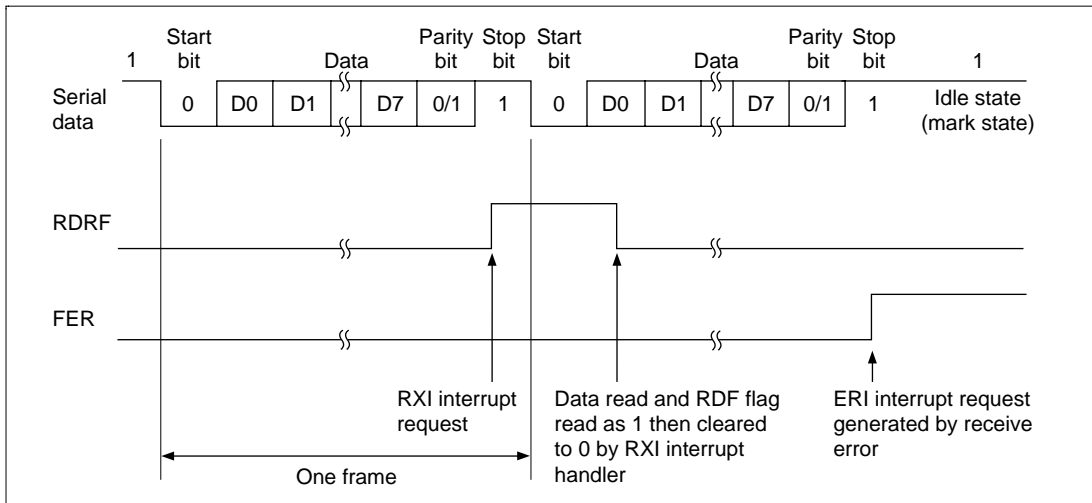 Start bit
Data
Parity bit
Stop bit
Start bit
Data
Parity bit
Stop bit
1
1
Serial data
0
D0
D1
D7
0/1
1
0
D0
D1
D7
0/1
1
Idle state
(mark state)
RDRF
FER
RXI interrupt
request
Data read and RDF flag
read as 1 then cleared
to 0 by RXI interrupt
handler
ERI interrupt request
generated by receive
error
One frame